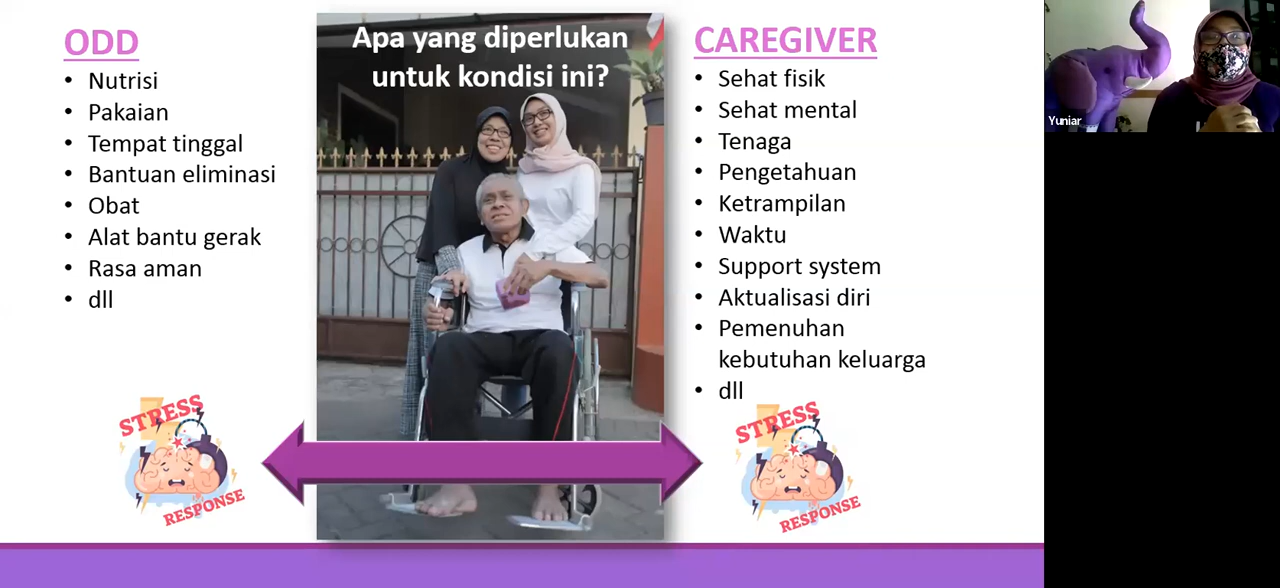 ODD
• Nutrisi
• Pakaian
• Tempat tinggal
• Bantuan eliminasi
• Obat
• Alat bantu gerak
• Rasa aman
• dll
STRESS
RESPONSE
Apa yang diperlukan
untuk kondisi ini?
CAREGIVER
• Sehat fisik
• Sehat mental
• Tenaga
• Pengetahuan
• Ketrampilan
• Waktu
• Support system
• Aktualisasi diri
• Pemenuhan
kebutuhan keluarga
• dll
STRESS
RESPONSE
Yuniar